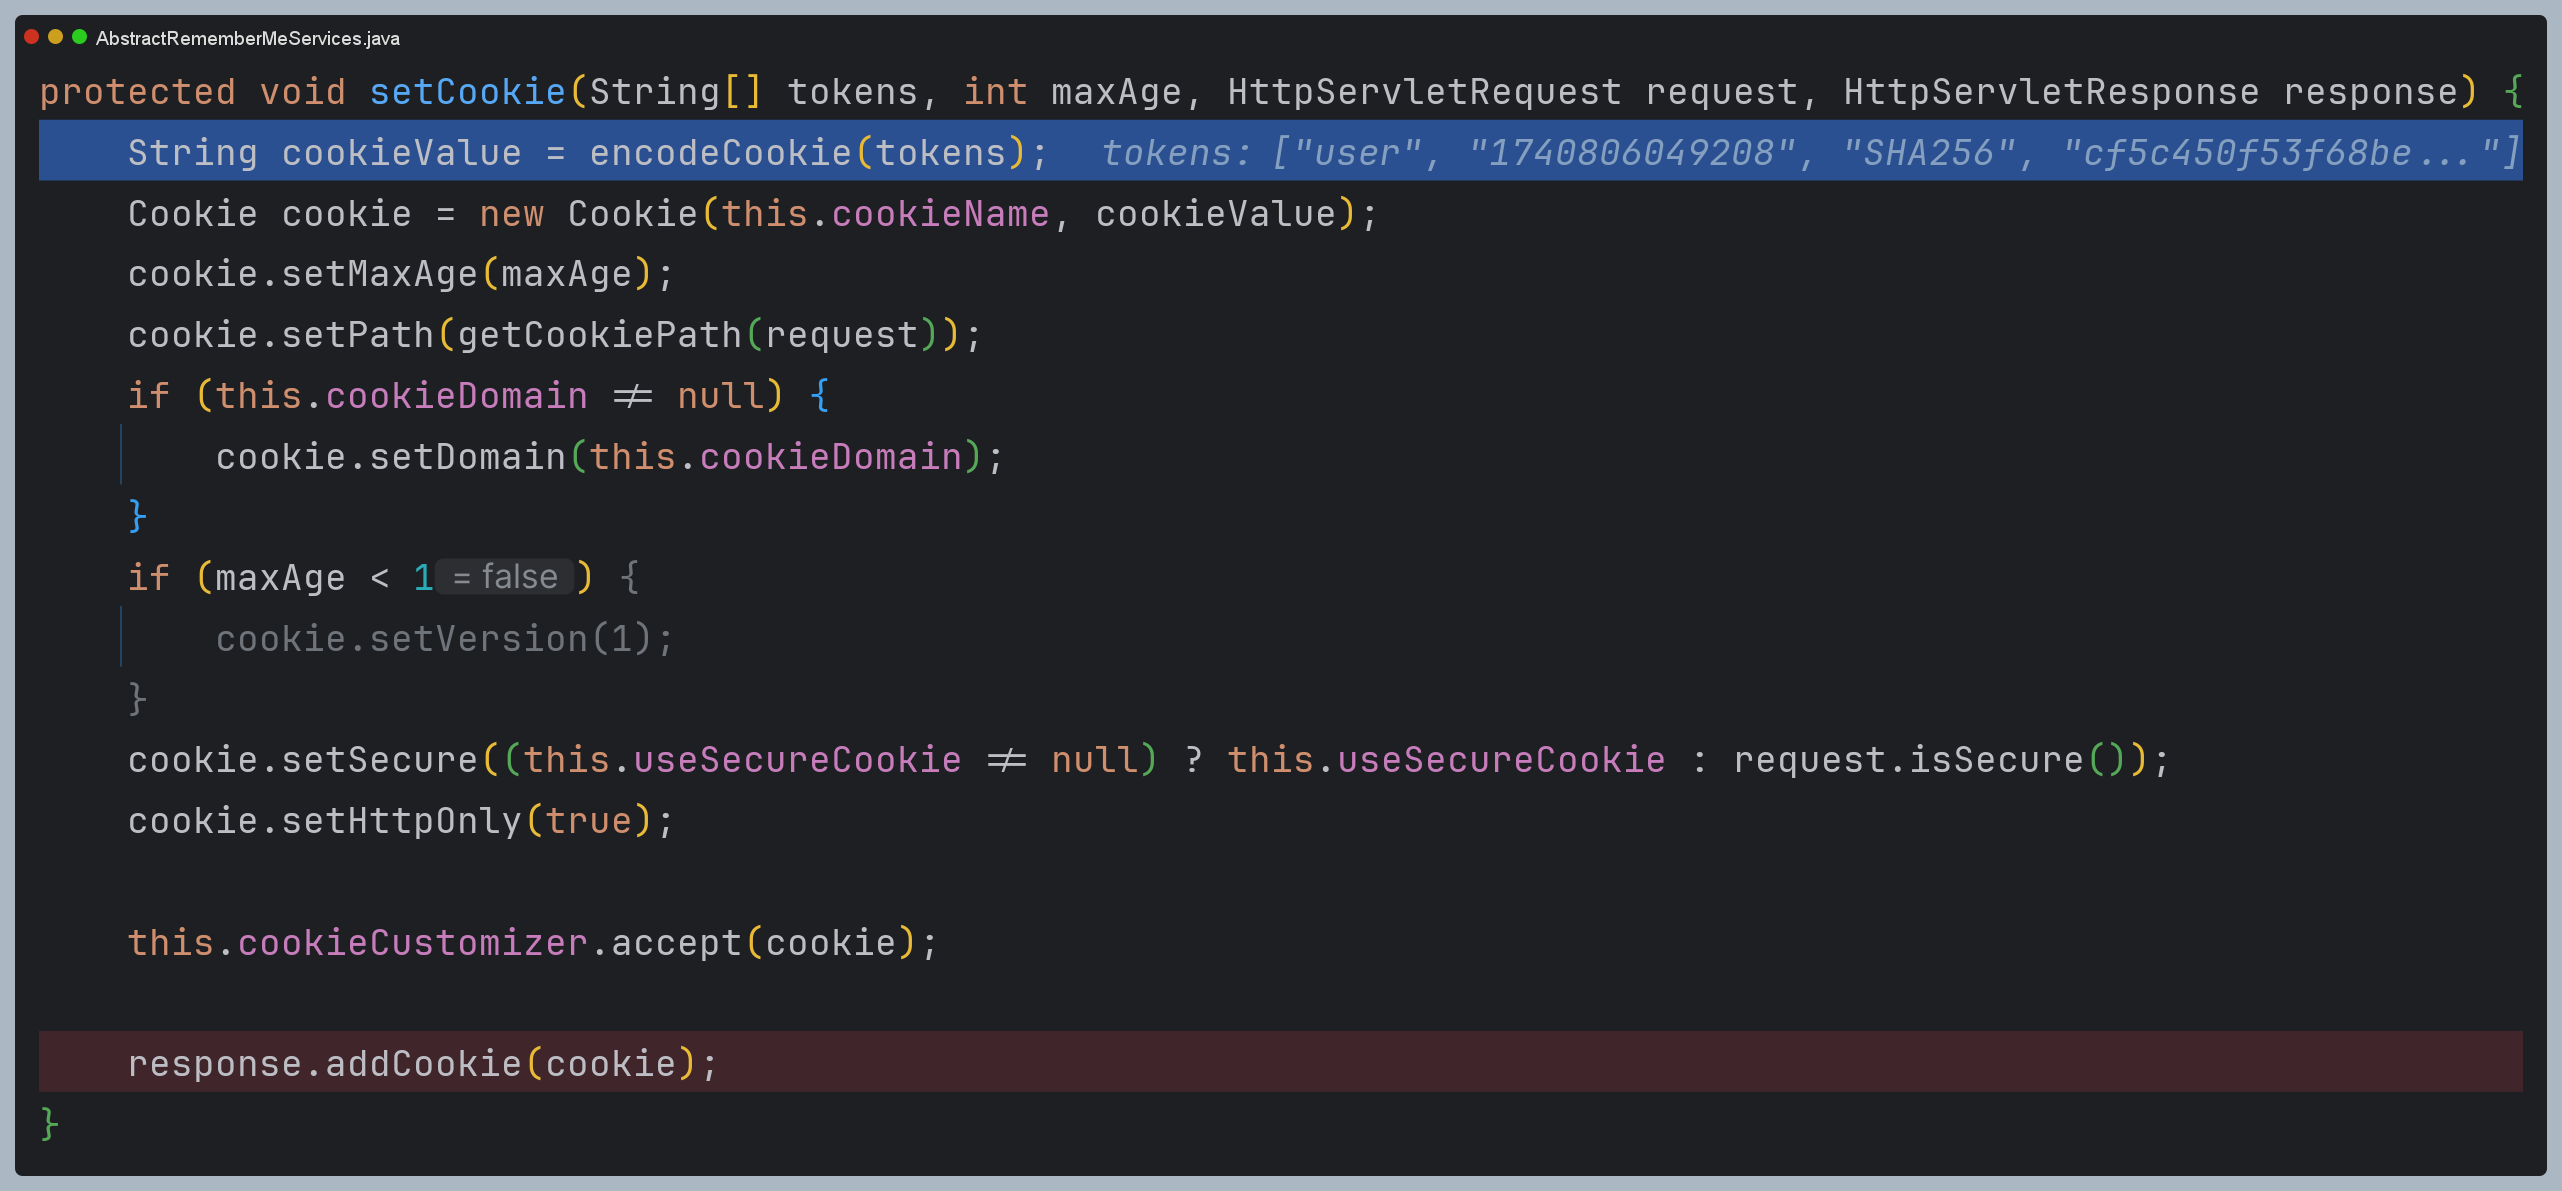 AbstractRememberMeServices.java
protected void setCookie(String[] tokens, int maxAge, HttpServletRequest request, HttpServletResponse response) {
    String cookieValue = encodeCookie(tokens);  tokens: ["user", "1740806049208", "SHA256", "cf5c450f53f68be..."]
    Cookie cookie = new Cookie(this.cookieName, cookieValue);
    cookie.setMaxAge(maxAge);
    cookie.setPath(getCookiePath(request));
    if (this.cookieDomain ≠ null) {
        cookie.setDomain(this.cookieDomain);
    }
    if (maxAge < 1 = false ) {
        cookie.setVersion(1);
    }
    cookie.setSecure((this.useSecureCookie ≠ null) ? this.useSecureCookie : request.isSecure());
    cookie.setHttpOnly(true);
    this.cookieCustomizer.accept(cookie);
    response.addCookie(cookie);
}